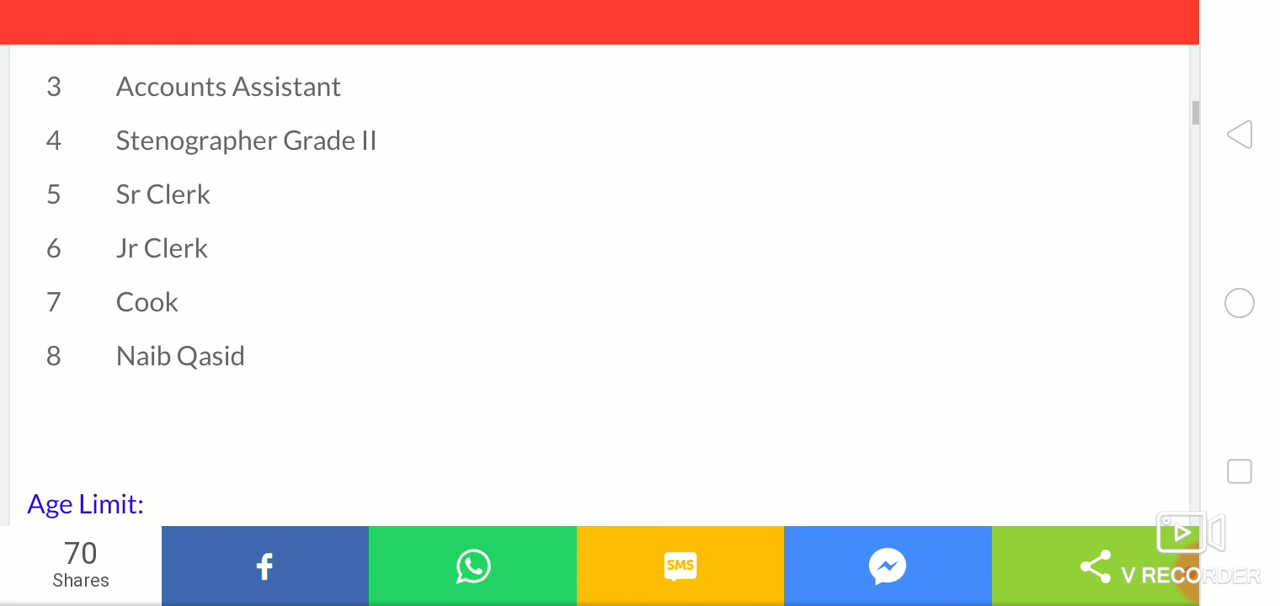 3 Accounts Assistant
4 Stenographer Grade II
5 Sr Clerk
6 Jr Clerk
7 Cook
8 Naib Qasid
Age Limit:
70
Shares
SMS
V RECORDER